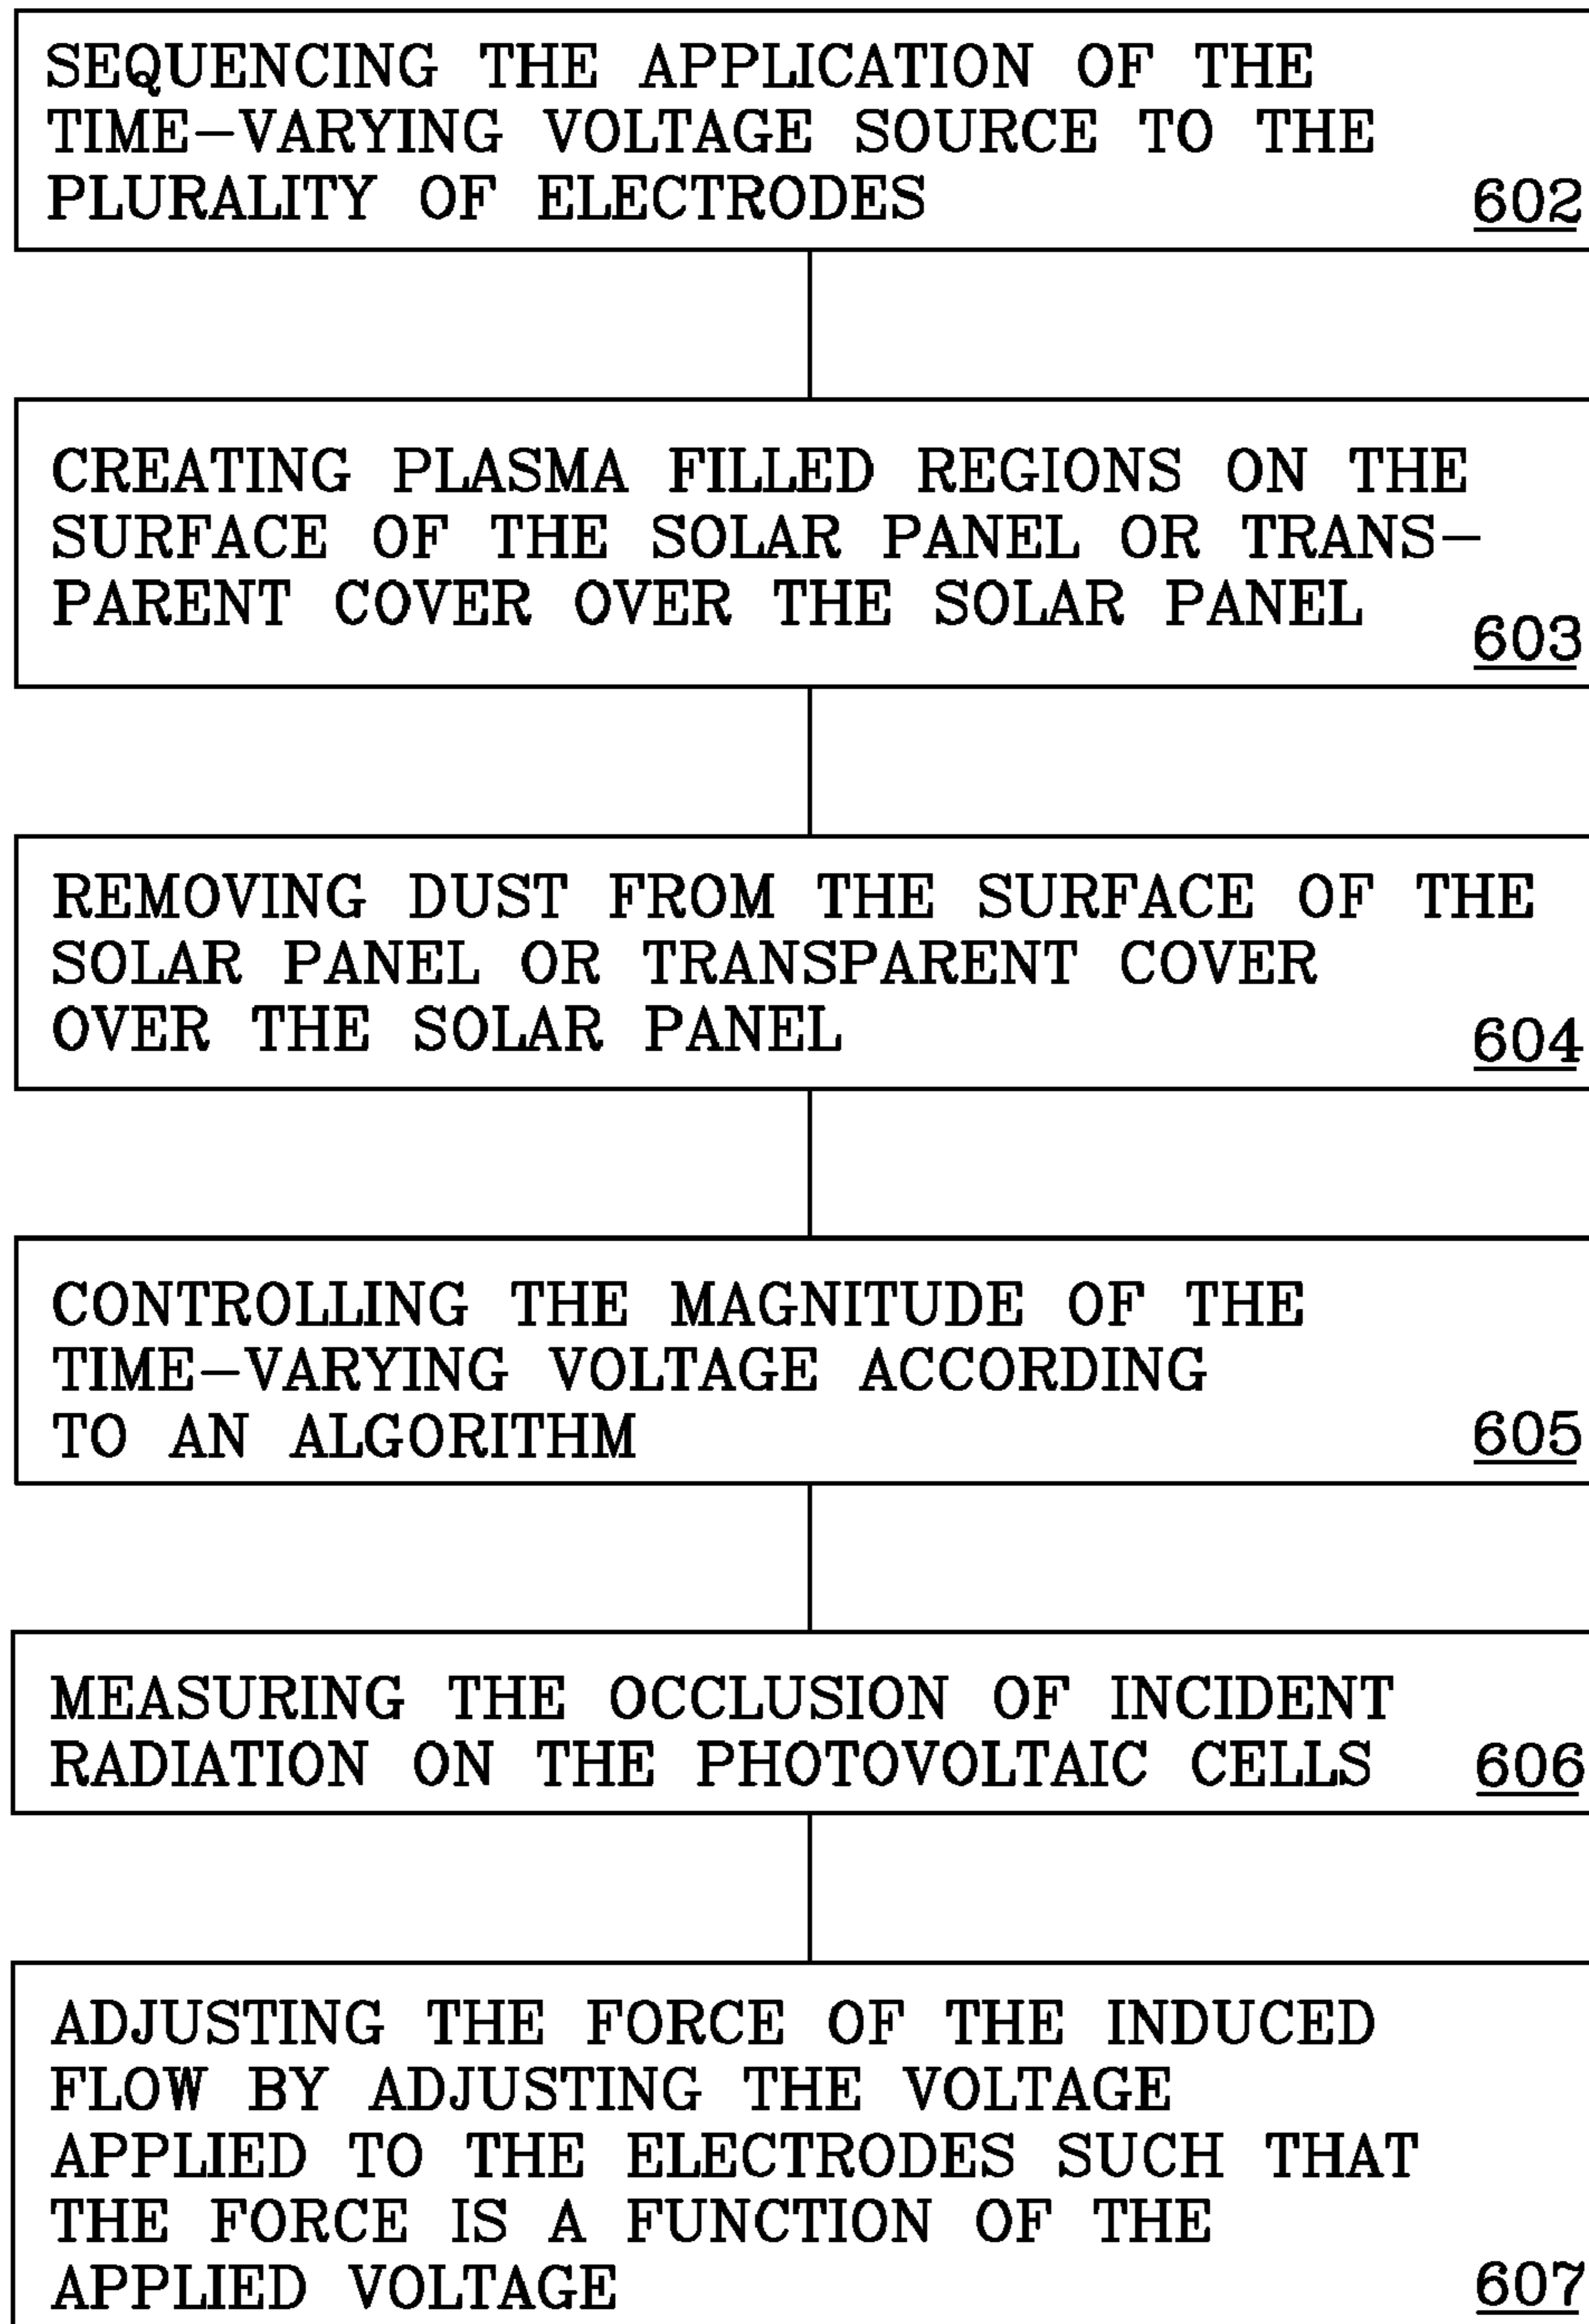 SEQUENCING THE APPLICATION OF THE
TIME-VARYING VOLTAGE SOURCE TO THE
PLURALITY OF ELECTRODES
602
CREATING PLASMA FILLED REGIONS ON THE
SURFACE OF THE SOLAR PANEL OR TRANS-
PARENT COVER OVER THE SOLAR PANEL
603
REMOVING DUST FROM THE SURFACE OF THE
SOLAR PANEL OR TRANSPARENT COVER
OVER THE SOLAR PANEL
604
CONTROLLING THE MAGNITUDE OF THE
TIME-VARYING VOLTAGE ACCORDING
TO AN ALGORITHM
605
MEASURING THE OCCLUSION OF INCIDENT
RADIATION ON THE PHOTOVOLTAIC CELLS
606
ADJUSTING THE FORCE OF THE INDUCED
FLOW BY ADJUSTING THE VOLTAGE
APPLIED TO THE ELECTRODES SUCH THAT
THE FORCE IS A FUNCTION OF THE
APPLIED VOLTAGE
607